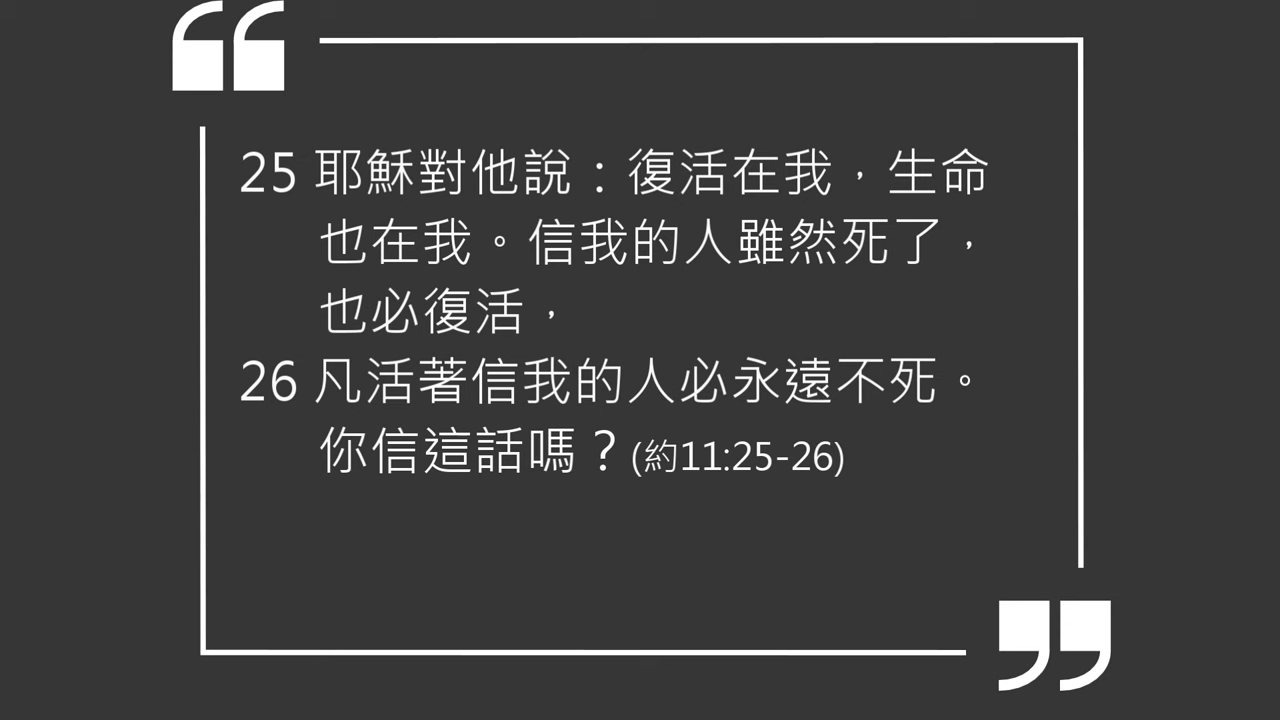 25 耶穌對他說：復活在我，生命
也在我。信我的人雖然死了，
也必復活，
26 凡活著信我的人必永遠不死。
你信這話嗎？(約11:25-26)